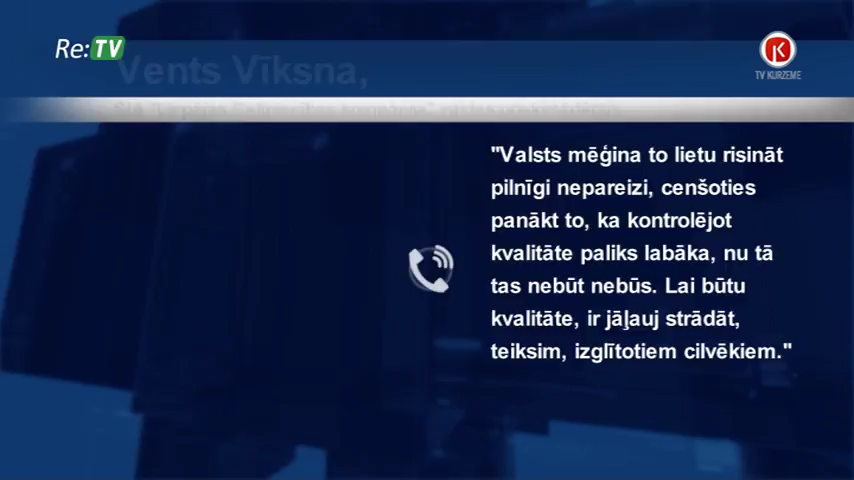 Re:TV
TV KURZEME
Vents Vīksna,
"Valsts mēģina to lietu risināt
pilnīgi nepareizi, cenšoties
panākt to, ka kontrolējot
kvalitāte paliks labāka, nu tā
tas nebūt nebūs. Lai būtu
kvalitāte, ir jāļauj strādāt,
teiksim, izglītotiem cilvēkiem."